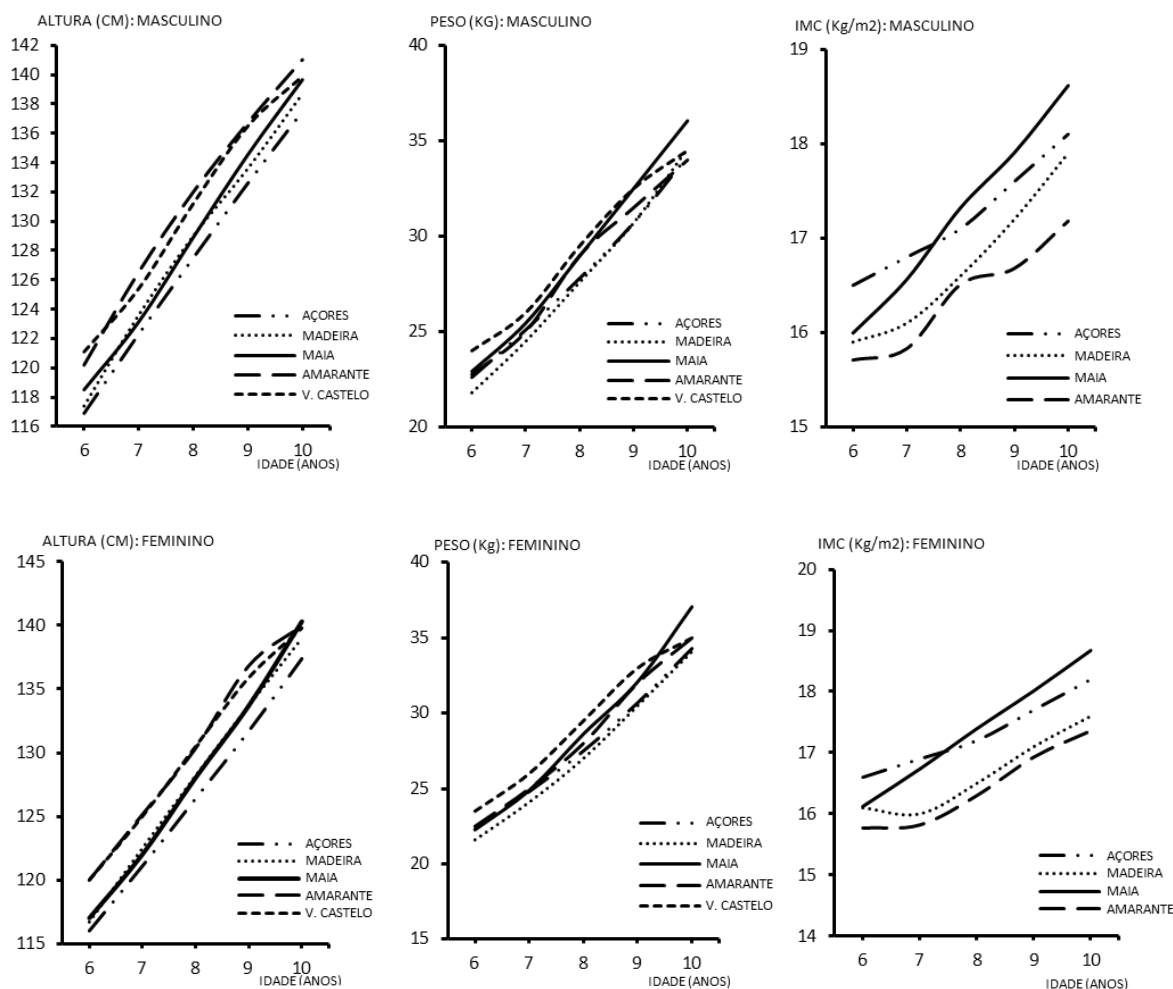 ALTURA (CM): MASCULINO
142
140
138
136
134
132
130
128
126
124
122
120
118
116
6 7 8 9 10
IDADE (ANOS)
AÇORES
MADEIRA
MAIA
AMARANTE
V. CASTELO
PESO (KG): MASCULINO
40
35
30
25
20
6 7 8 9 10
IDADE (ANOS)
AÇORES
MADEIRA
MAIA
AMARANTE
V. CASTELO
IMC (Kg/m2): MASCULINO
19
18
17
16
15
6 7 8 9 10
IDADE (ANOS)
AÇORES
MADEIRA
MAIA
AMARANTE
ALTURA (CM): FEMININO
145
140
135
130
125
120
115
6 7 8 9 10
IDADE (ANOS)
AÇORES
MADEIRA
MAIA
AMARANTE
V. CASTELO
PESO (Kg): FEMININO
40
35
30
25
20
15
6 7 8 9 10
IDADE (ANOS)
AÇORES
MADEIRA
MAIA
AMARANTE
V. CASTELO
IMC (Kg/m2): FEMININO
20
19
18
17
16
15
14
6 7 8 9 10
IDADE (ANOS)
AÇORES
MADEIRA
MAIA
AMARANTE